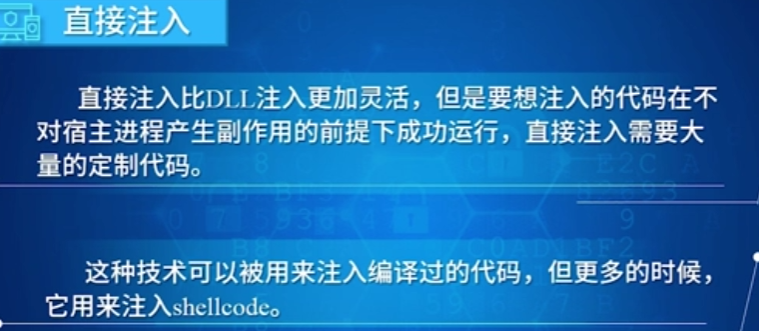 直接注入
直接注入比DLL注入更加灵活，但是要想注入的代码在不
对宿主进程产生副作用的前提下成功运行，直接注入需要大
量的定制代码。
这种技术可以被用来注入编译过的代码，但更多的时候，
它用来注入shellcode。